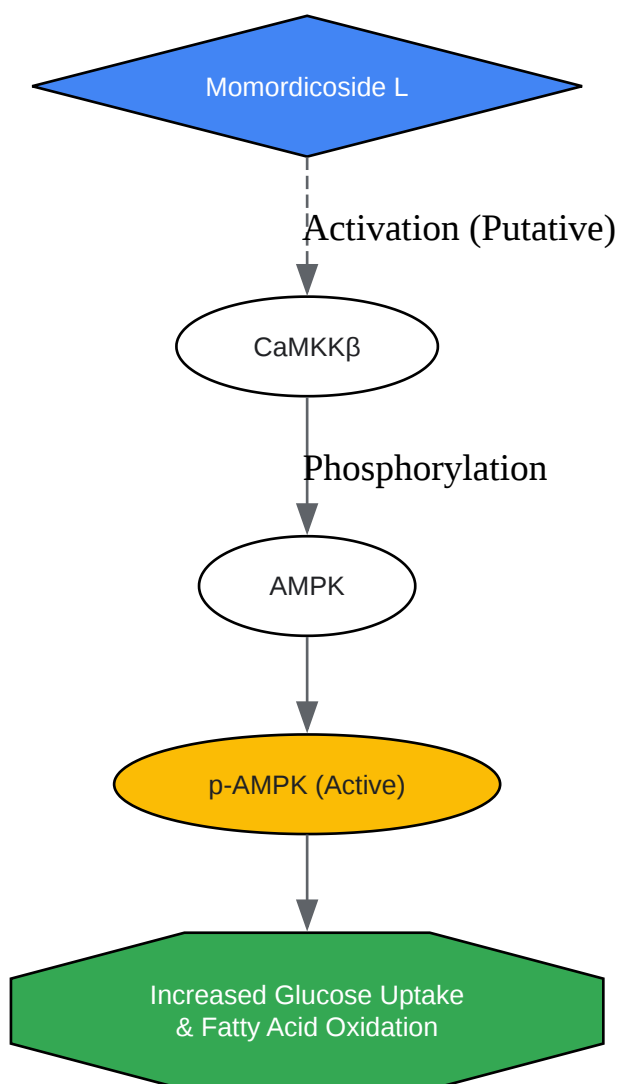 Momordicoside L
Activation (Putative)
CaMKKβ
Phosphorylation
AMPK
p-AMPK (Active)
Increased Glucose Uptake
& Fatty Acid Oxidation